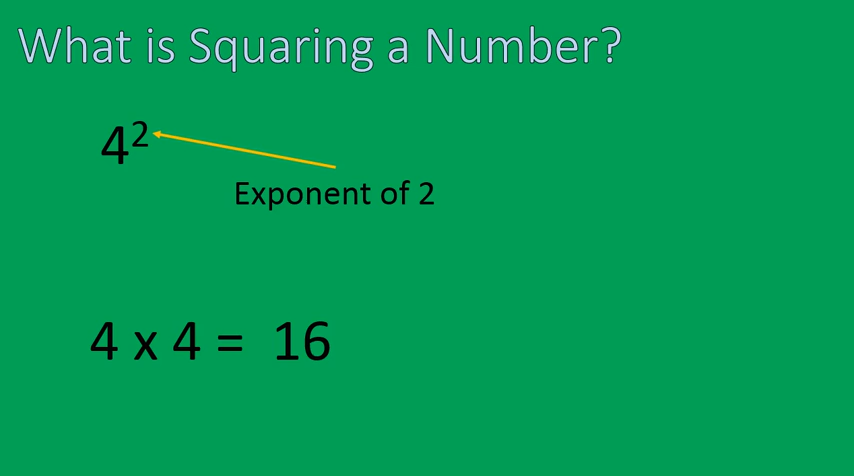 What is Squaring a Number?
4²
Exponent of 2
4 x 4 = 16